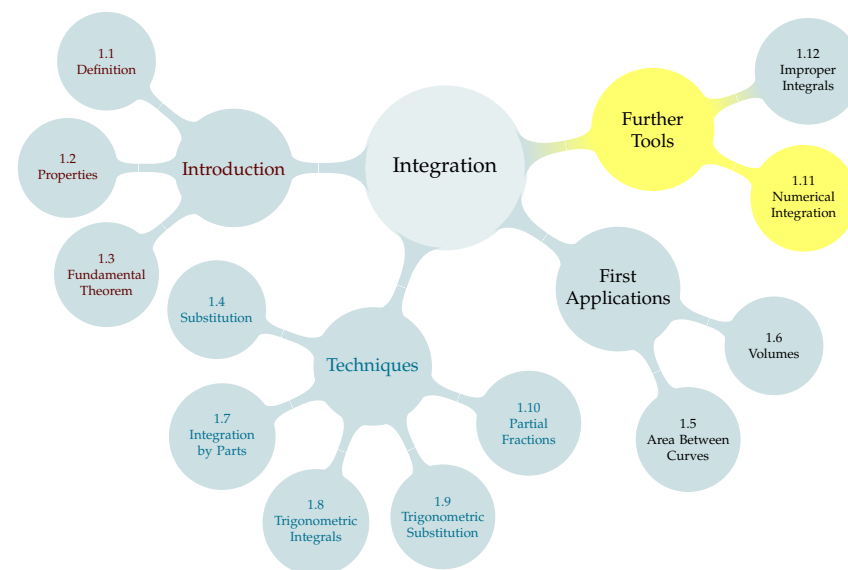 Integration
Introduction
1.1
Definition
1.2
Properties
1.3
Fundamental
Theorem
Techniques
1.4
Substitution
1.7
Integration
by Parts
1.8
Trigonometric
Integrals
1.9
Trigonometric
Substitution
1.10
Partial
Fractions
First
Applications
1.5
Area Between
Curves
1.6
Volumes
Further
Tools
1.11
Numerical
Integration
1.12
Improper
Integrals